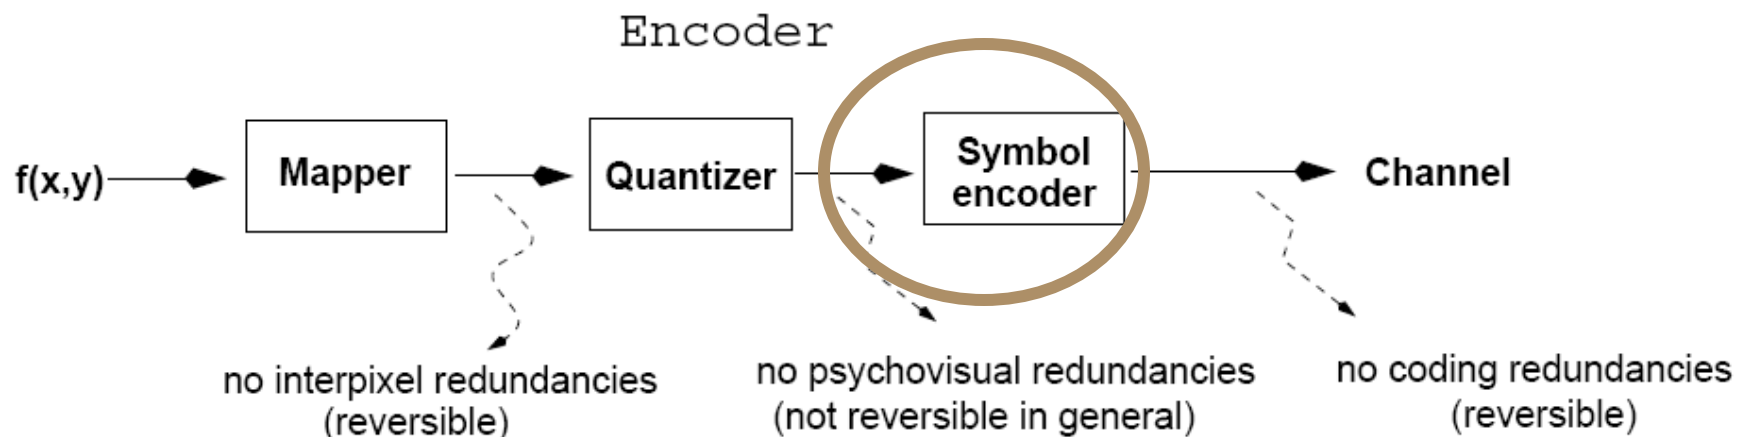 Encoder
f(x,y)
Mapper
Quantizer
Symbol
encoder
Channel
no interpixel redundancies
(reversible)
no psychovisual redundancies
(not reversible in general)
no coding redundancies
(reversible)